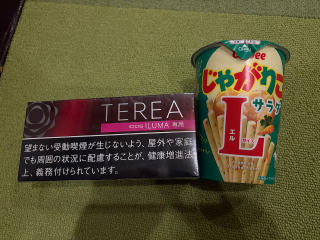 TEREA
IQOS ILUMA 専用
望まない受動喫煙が生じないよう、屋外や家庭
でも周囲の状況に配慮することが、健康増進法
上、義務付けられています。
Calbee
じゃがりこ
サラダ
L
エル